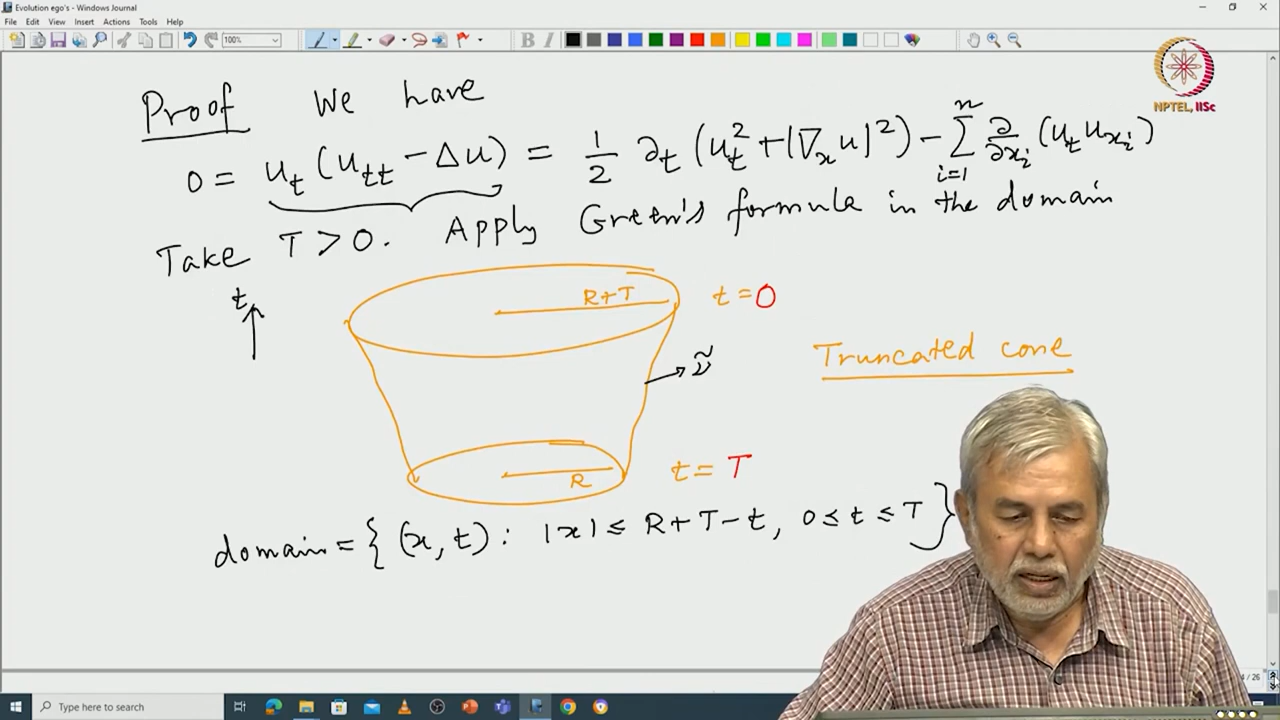 Evolution eqo's - Windows Journal
File Edit View Insert Actions Tools Help
100%
B I
NPTEL, IISc
Proof We have
0 = u_t (u_tt − Δu) = 1/2 ∂_t (u_t^2 + |∇_x u|^2) − Σ_{i=1}^{n} ∂/∂x_i (u_t u_{x_i})
Take T > 0. Apply Green's formula in the domain
t
R+T
t = 0
Truncated cone
ν̃
R
t = T
domain = { (x, t) : |x| ≤ R+T−t, 0 ≤ t ≤ T }
/ 26
Type here to search